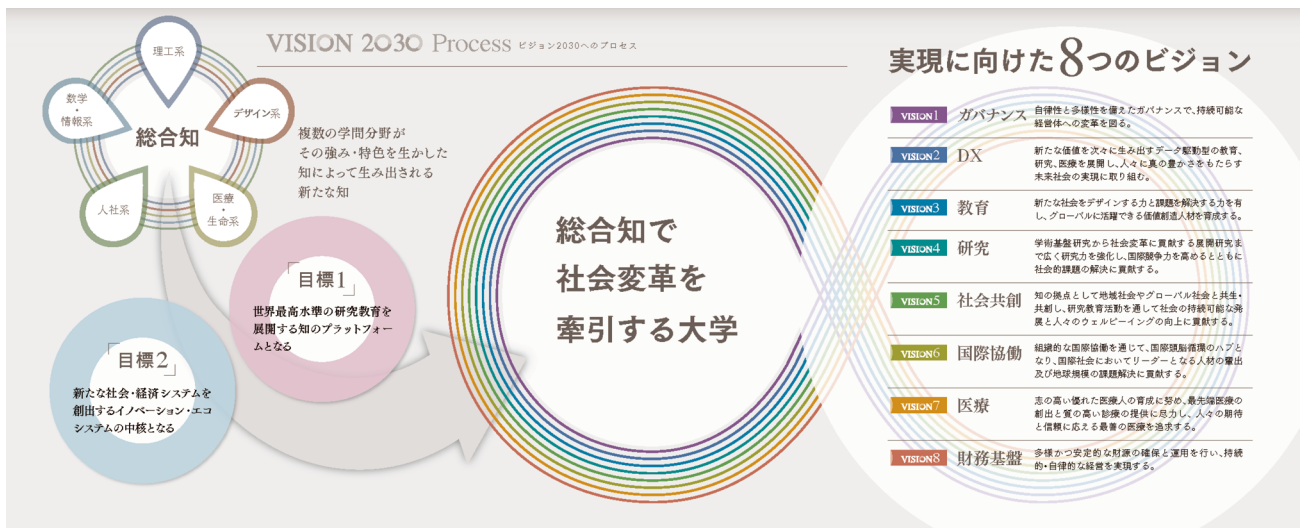 VISION 2030 Process ビジョン2030へのプロセス
理工系
数学
・
情報系
デザイン系
総合知
人社系
医療
・
生命系
複数の学問分野が
その強み・特色を生かした
知によって生み出される
新たな知
「目標1」
世界最高水準の研究教育を
展開する知のプラットフォー
ムとなる
「目標2」
新たな社会・経済システムを
創出するイノベーション・エコ
システムの中核となる
総合知で
社会変革を
牽引する大学
実現に向けた8つのビジョン
VISION1 ガバナンス
自律性と多様性を備えたガバナンスで、持続可能な
経営体への変革を図る。
VISION2 DX
新たな価値を次々に生み出すデータ駆動型の教育、
研究、医療を展開し、人々に真の豊かさをもたらす
未来社会の実現に取り組む。
VISION3 教育
新たな社会をデザインする力と課題を解決する力を有
し、グローバルに活躍できる価値創造人材を育成する。
VISION4 研究
学術基盤研究から社会変革に貢献する展開研究ま
で広く研究力を強化し、国際競争力を高めるとともに
社会的課題の解決に貢献する。
VISION5 社会共創
知の拠点として地域社会やグローバル社会と共生・
共創し、研究教育活動を通して社会の持続可能な発
展と人々のウェルビーイングの向上に貢献する。
VISION6 国際協働
組織的な国際協働を通じて、国際頭脳循環のハブと
なり、国際社会においてリーダーとなる人材の輩出
及び地球規模の課題解決に貢献する。
VISION7 医療
志の高い優れた医療人の育成に努め、最先端医療の
創出と質の高い診療の提供に尽力し、人々の期待
と信頼に応える最善の医療を追求する。
VISION8 財務基盤
多様かつ安定的な財源の確保と運用を行い、持続
的・自律的な経営を実現する。